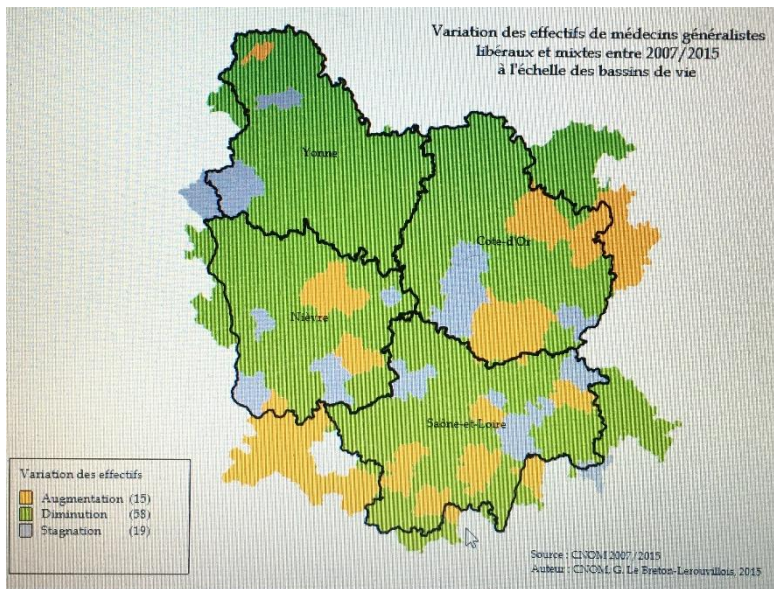 Variation des effectifs de médecins généralistes
libéraux et mixtes entre 2007/2015
à l'échelle des bassins de vie
Yonne
Côte-d'Or
Nièvre
Saône-et-Loire
Variation des effectifs
Augmentation (15)
Diminution (58)
Stagnation (19)
Source : CNOM 2007/2015
Auteur : CNOM, G. Le Breton-Lerouvillois, 2015